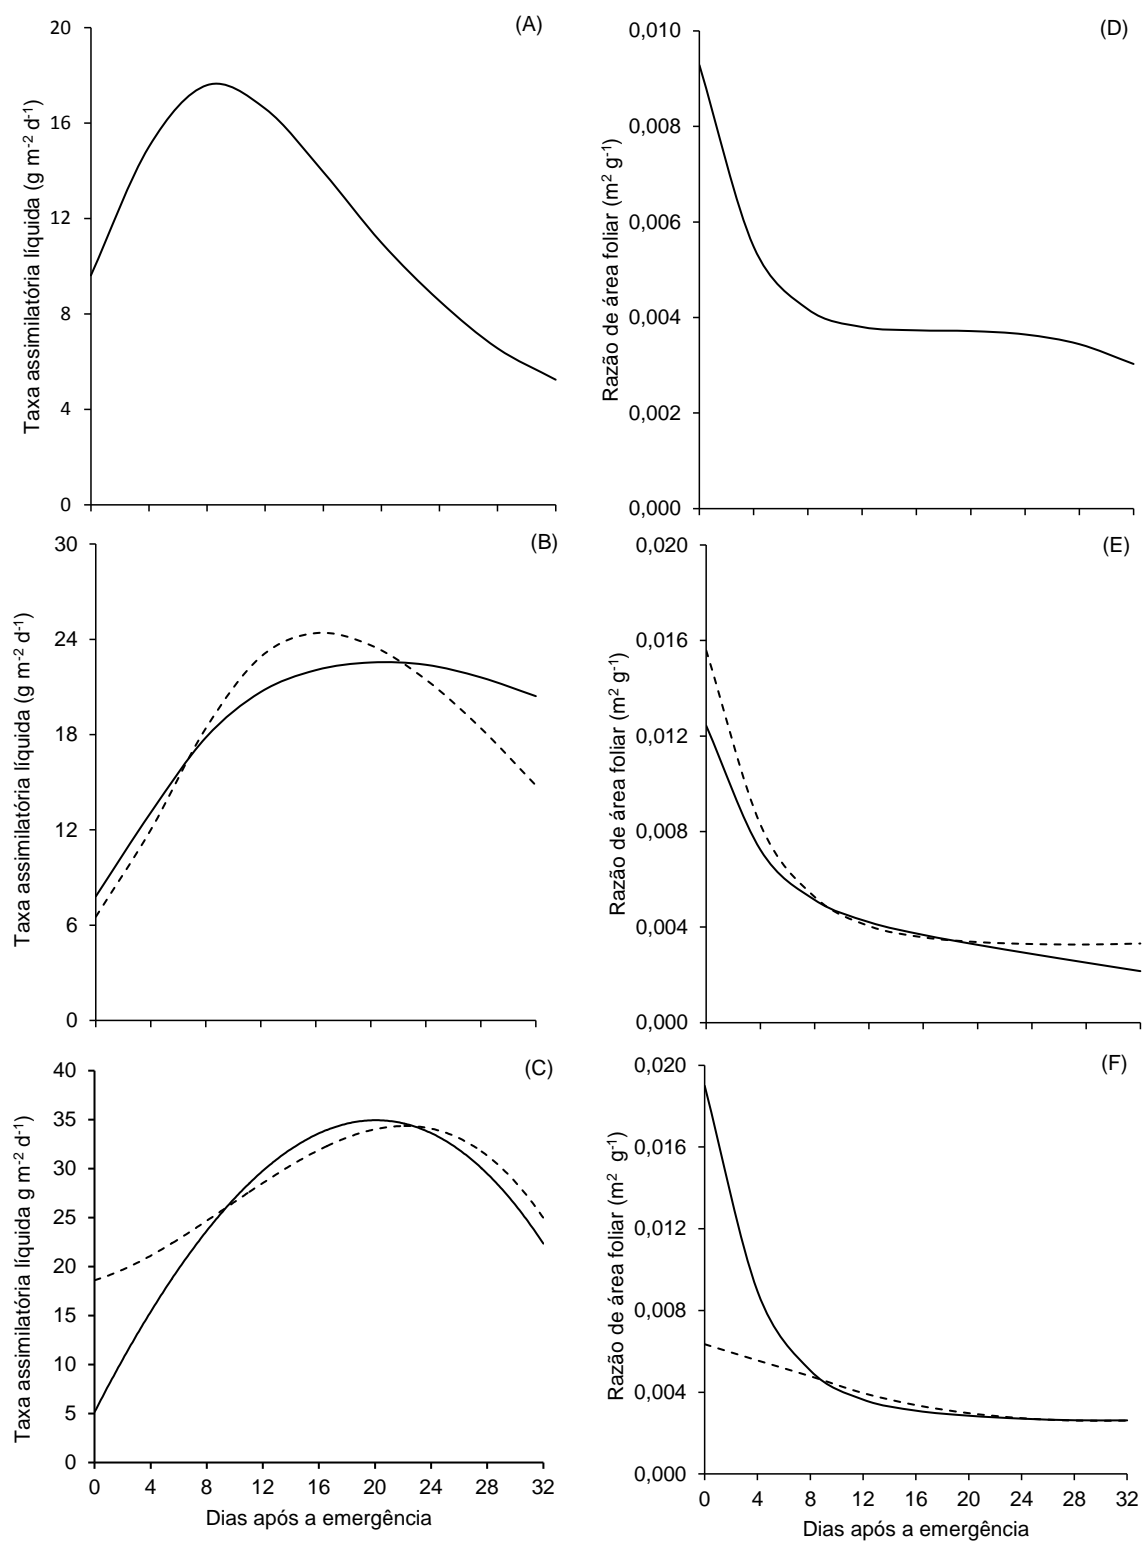 (A)
Taxa assimilatória líquida (g m-2 d-1)
20
16
12
8
4
0
(D)
Razão de área foliar (m2 g-1)
0,010
0,008
0,006
0,004
0,002
0,000
(B)
Taxa assimilatória líquida (g m-2 d-1)
30
24
18
12
6
0
(E)
Razão de área foliar (m2 g-1)
0,020
0,016
0,012
0,008
0,004
0,000
(C)
Taxa assimilatória líquida g m-2 d-1)
40
35
30
25
20
15
10
5
0
0 4 8 12 16 20 24 28 32
Dias após a emergência
(F)
Razão de área foliar (m2 g-1)
0,020
0,016
0,012
0,008
0,004
0,000
0 4 8 12 16 20 24 28 32
Dias após a emergência